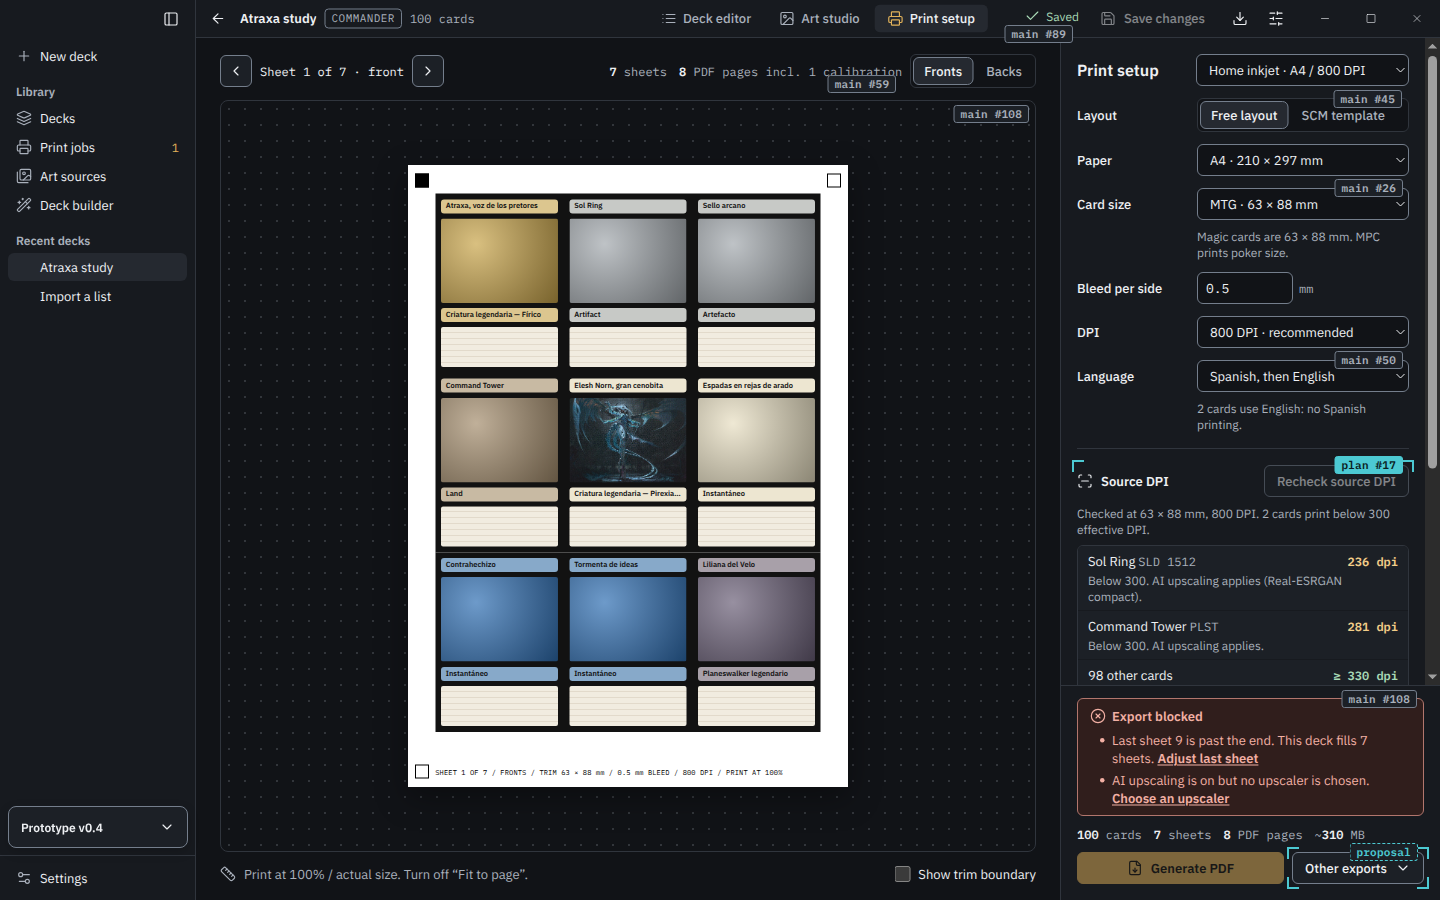 Atraxa study COMMANDER 100 cards
Deck editor
Art studio
Print setup
Saved
main #89
Save changes
New deck
Library
Decks
Print jobs 1
Art sources
Deck builder
Recent decks
Atraxa study
Import a list
Prototype v0.4
Settings
Sheet 1 of 7 · front
7 sheets 8 PDF pages incl. 1 calibration
main #59
Fronts
Backs
main #108
Atraxa, voz de los pretores
Sol Ring
Sello arcano
Criatura legendaria — Fírico
Artifact
Artefacto
Command Tower
Elesh Norn, gran cenobita
Espadas en rejas de arado
Land
Criatura legendaria — Pirexia...
Instantáneo
Contrahechizo
Tormenta de ideas
Liliana del Velo
Instantáneo
Instantáneo
Planeswalker legendario
SHEET 1 OF 7 / FRONTS / TRIM 63 × 88 mm / 0.5 mm BLEED / 800 DPI / PRINT AT 100%
Print at 100% / actual size. Turn off “Fit to page”.
Show trim boundary
Print setup
Home inkjet · A4 / 800 DPI
main #45
Layout
Free layout
SCM template
Paper
A4 · 210 × 297 mm
main #26
Card size
MTG · 63 × 88 mm
Magic cards are 63 × 88 mm. MPC
prints poker size.
Bleed per side
0.5 mm
DPI
800 DPI · recommended
main #50
Language
Spanish, then English
2 cards use English: no Spanish
printing.
plan #17
Source DPI
Recheck source DPI
Checked at 63 × 88 mm, 800 DPI. 2 cards print below 300
effective DPI.
Sol Ring SLD 1512 236 dpi
Below 300. AI upscaling applies (Real-ESRGAN
compact).
Command Tower PLST 281 dpi
Below 300. AI upscaling applies.
98 other cards ≥ 330 dpi
main #108
Export blocked
• Last sheet 9 is past the end. This deck fills 7
sheets. Adjust last sheet
• AI upscaling is on but no upscaler is chosen.
Choose an upscaler
100 cards 7 sheets 8 PDF pages ~310 MB
proposal
Generate PDF
Other exports